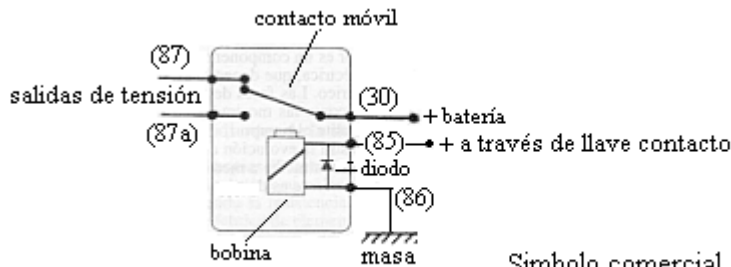 contacto móvil
(87)
salidas de tensión
(87a)
(30)
+ batería
(85)
+ a través de llave contacto
diodo
(86)
bobina
masa
Simbolo comercial